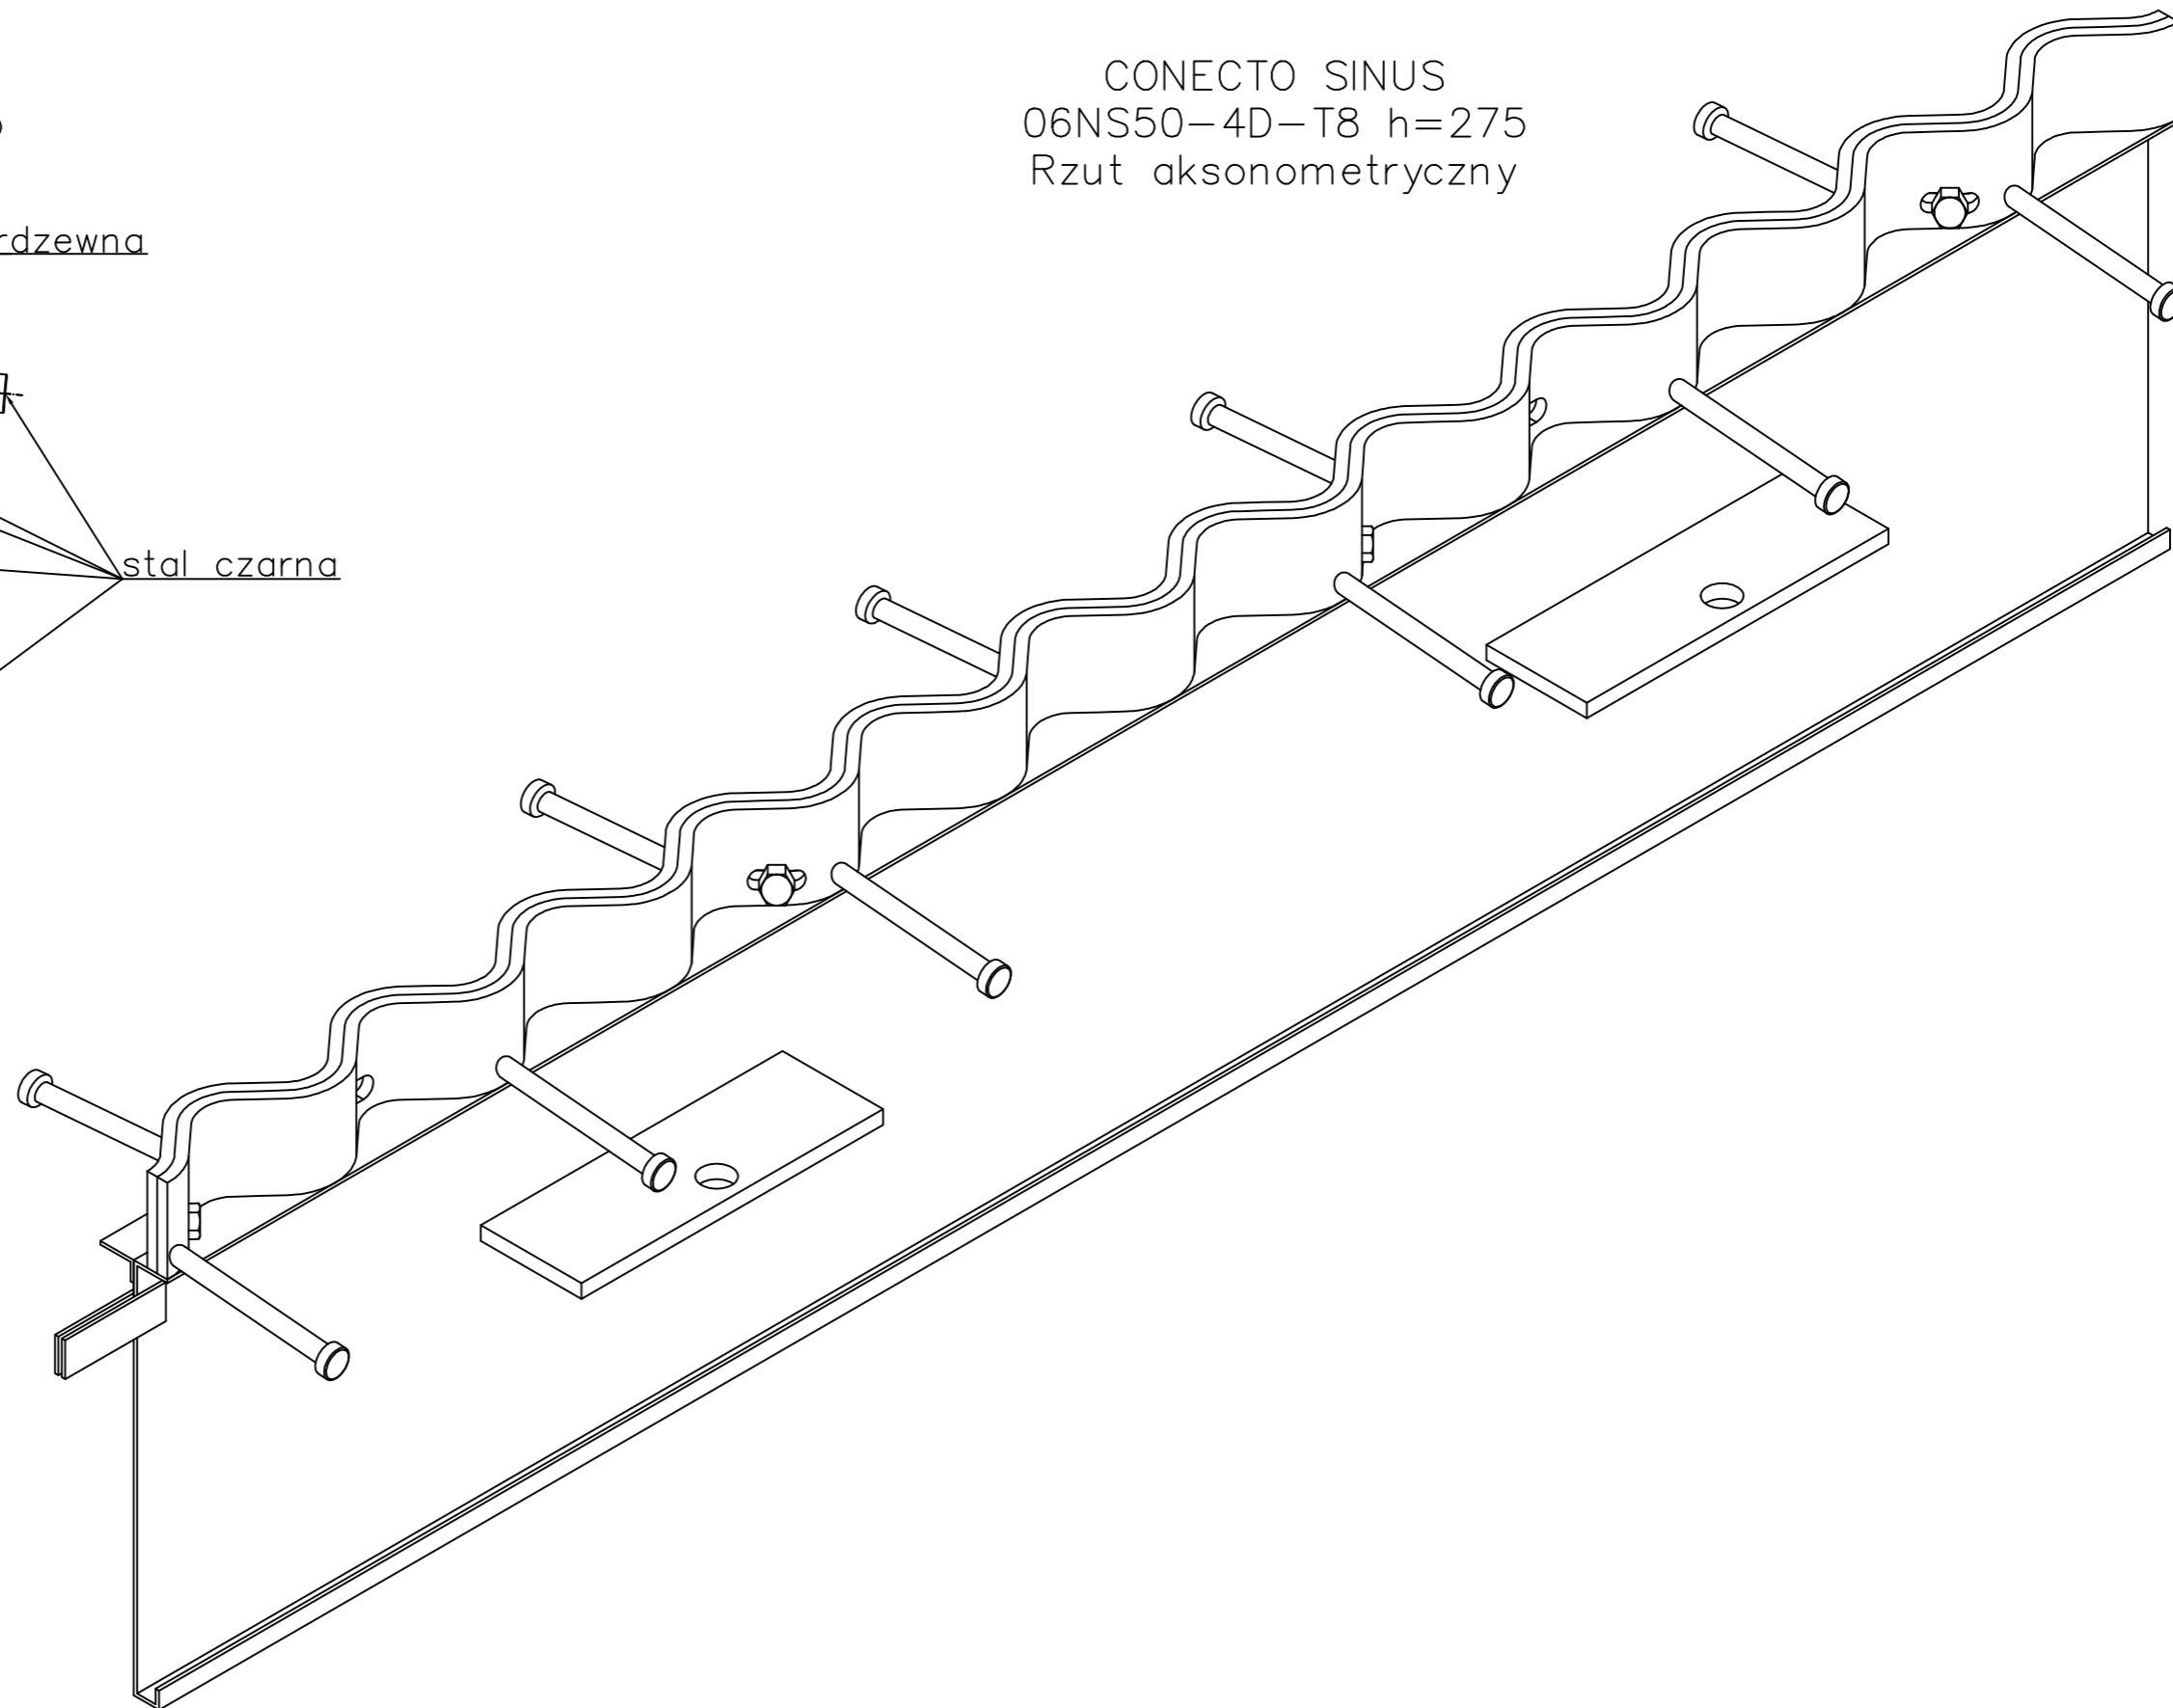 CONECTO SINUS
06NS50-4D-T8 h=275
Rzut aksonometryczny
rdzewna
stal czarna